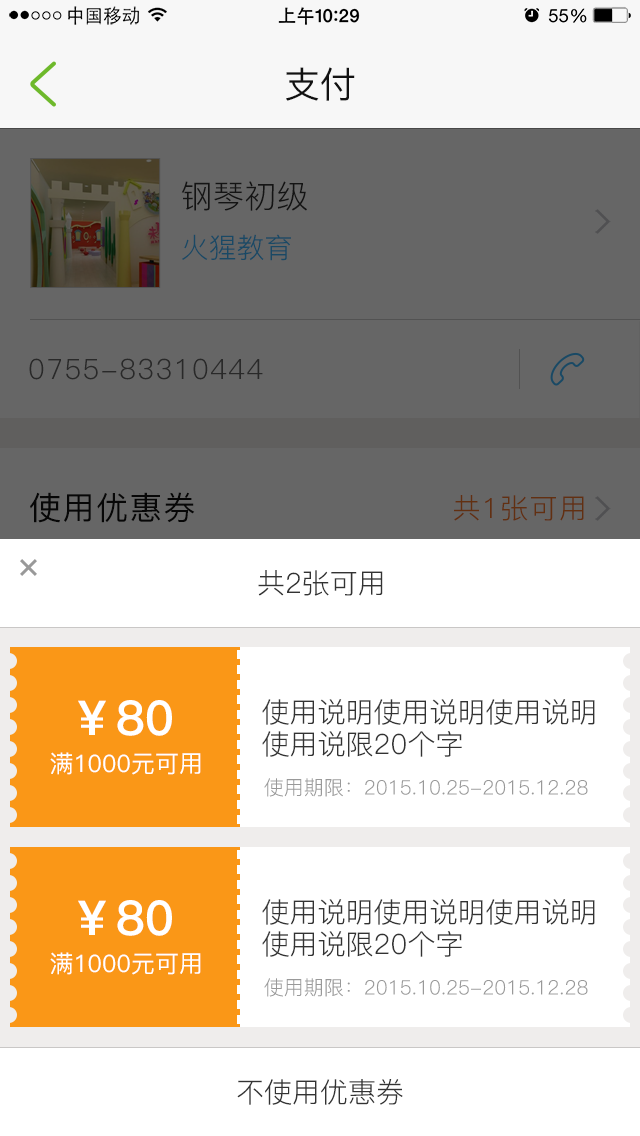 中国移动 上午10:29 55%
支付
钢琴初级
火猩教育
0755-83310444
使用优惠券 共1张可用
× 共2张可用
¥80
满1000元可用
使用说明使用说明使用说明
使用说限20个字
使用期限：2015.10.25-2015.12.28
¥80
满1000元可用
使用说明使用说明使用说明
使用说限20个字
使用期限：2015.10.25-2015.12.28
不使用优惠券